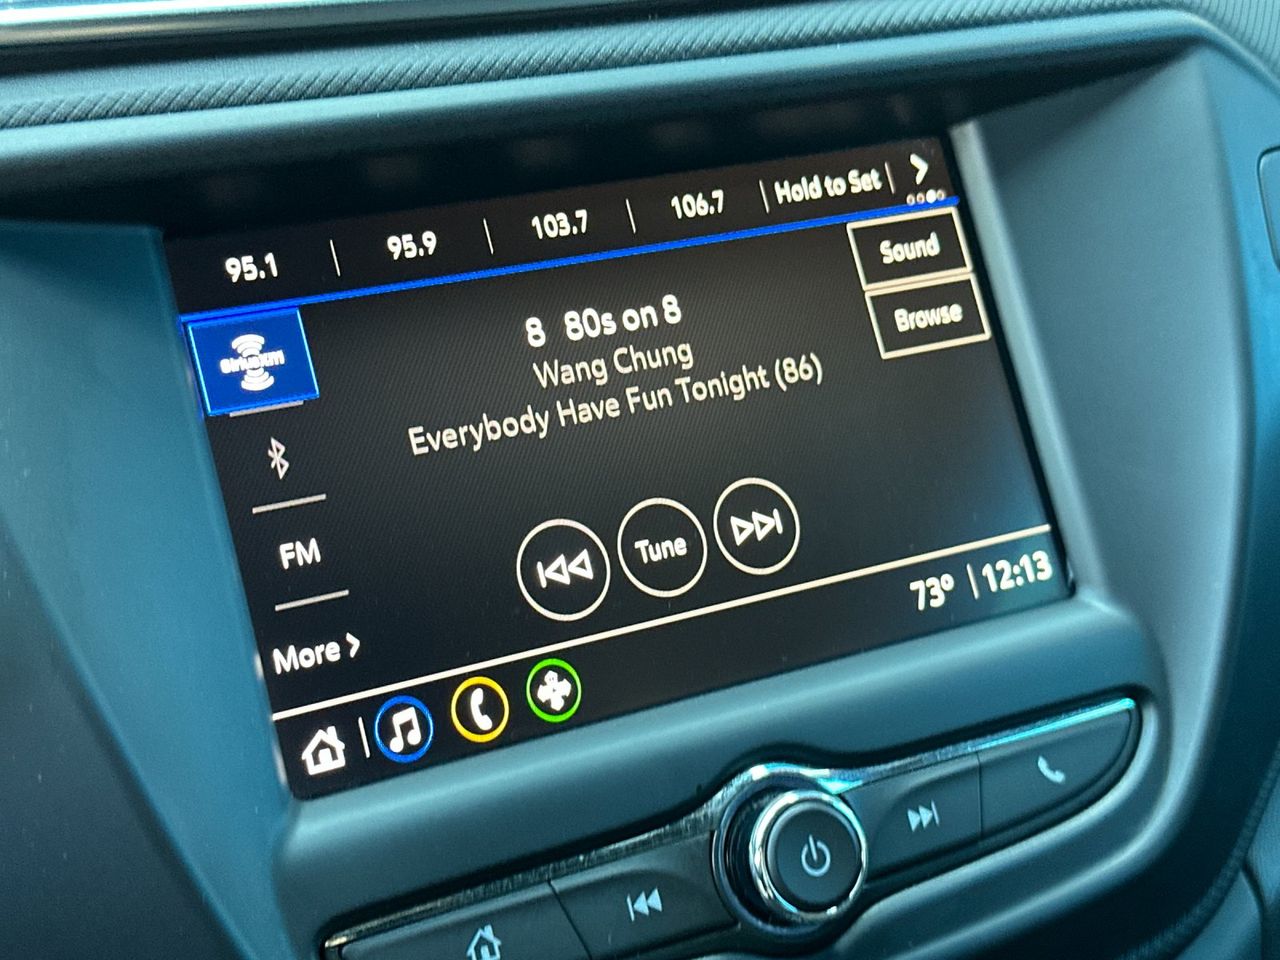 95.1 | 95.9 | 103.7 | 106.7 | Hold to Set |
Sound
Browse
siriusxm
8 80s on 8
Wang Chung
Everybody Have Fun Tonight (86)
FM
Tune
More >
73° | 12:13